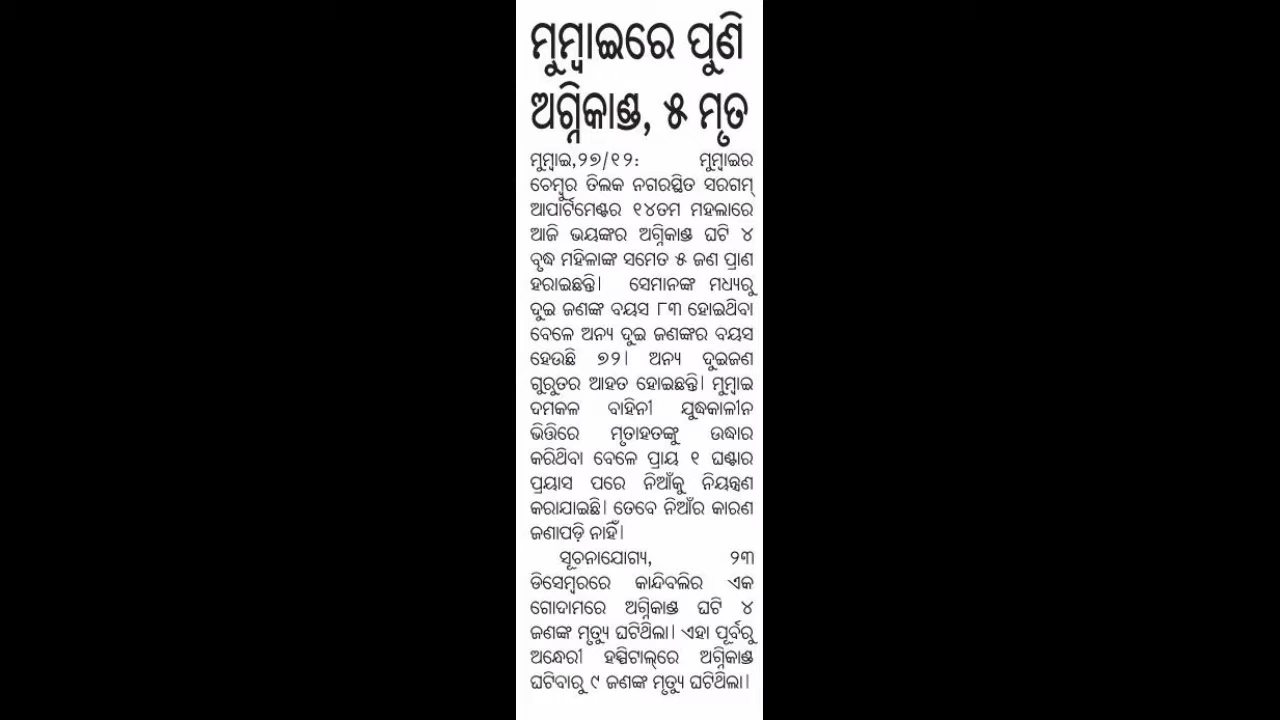 ମୁମ୍ବାଇରେ ପୁଣି
ଅଗ୍ନିକାଣ୍ଡ, ୫ ମୃତ
ମୁମ୍ବାଇ,୨୭/୧୨: ମୁମ୍ବାଇର
ଚେମ୍ବୁର ତିଲକ ନଗରସ୍ଥିତ ସରଗମ୍
ଆପାର୍ଟମେଣ୍ଟର ୧୪ତମ ମହଲାରେ
ଆଜି ଭୟଙ୍କର ଅଗ୍ନିକାଣ୍ଡ ଘଟି ୪
ବୃଦ୍ଧ ମହିଳାଙ୍କ ସମେତ ୫ ଜଣ ପ୍ରାଣ
ହରାଇଛନ୍ତି। ସେମାନଙ୍କ ମଧ୍ୟରୁ
ଦୁଇ ଜଣଙ୍କ ବୟସ ୮୩ ହୋଇଥିବା
ବେଳେ ଅନ୍ୟ ଦୁଇ ଜଣଙ୍କର ବୟସ
ହେଉଛି ୭୨। ଅନ୍ୟ ଦୁଇଜଣ
ଗୁରୁତର ଆହତ ହୋଇଛନ୍ତି। ମୁମ୍ବାଇ
ଦମକଳ ବାହିନୀ ଯୁଦ୍ଧକାଳୀନ
ଭିତ୍ତିରେ ମୃତାହତଙ୍କୁ ଉଦ୍ଧାର
କରିଥିବା ବେଳେ ପ୍ରାୟ ୧ ଘଣ୍ଟାର
ପ୍ରୟାସ ପରେ ନିଆଁକୁ ନିୟନ୍ତ୍ରଣ
କରାଯାଇଛି। ତେବେ ନିଆଁର କାରଣ
ଜଣାପଡ଼ି ନାହିଁ।
ସୂଚନାଯୋଗ୍ୟ, ୨୩
ଡିସେମ୍ବରରେ କାନ୍ଦିବଲିର ଏକ
ଗୋଦାମରେ ଅଗ୍ନିକାଣ୍ଡ ଘଟି ୪
ଜଣଙ୍କ ମୃତ୍ୟୁ ଘଟିଥିଲା। ଏହା ପୂର୍ବରୁ
ଅନ୍ଧେରୀ ହସ୍ପିଟାଲ୍‌ରେ ଅଗ୍ନିକାଣ୍ଡ
ଘଟିବାରୁ ୯ ଜଣଙ୍କ ମୃତ୍ୟୁ ଘଟିଥିଲା।